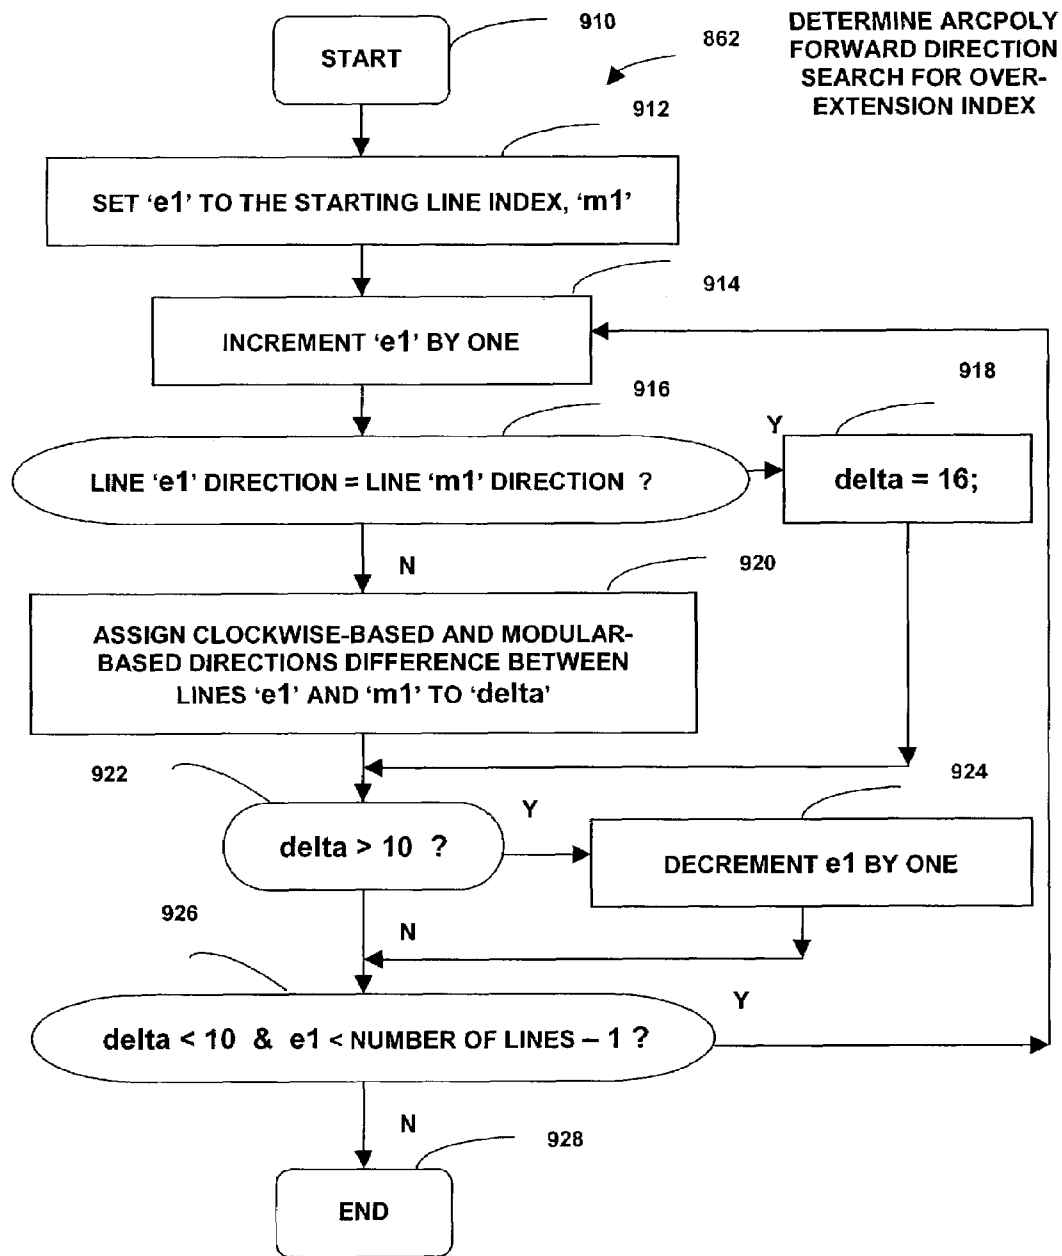 910
START
862
DETERMINE ARCPOLY
FORWARD DIRECTION
SEARCH FOR OVER-
EXTENSION INDEX
912
SET ‘e1’ TO THE STARTING LINE INDEX, ‘m1’
914
INCREMENT ‘e1’ BY ONE
916
918
LINE ‘e1’ DIRECTION = LINE ‘m1’ DIRECTION ?
Y
delta = 16;
N
920
ASSIGN CLOCKWISE-BASED AND MODULAR-
BASED DIRECTIONS DIFFERENCE BETWEEN
LINES ‘e1’ AND ‘m1’ TO ‘delta’
922
924
delta > 10 ?
Y
DECREMENT e1 BY ONE
926
N
delta < 10 & e1 < NUMBER OF LINES – 1 ?
Y
N
928
END